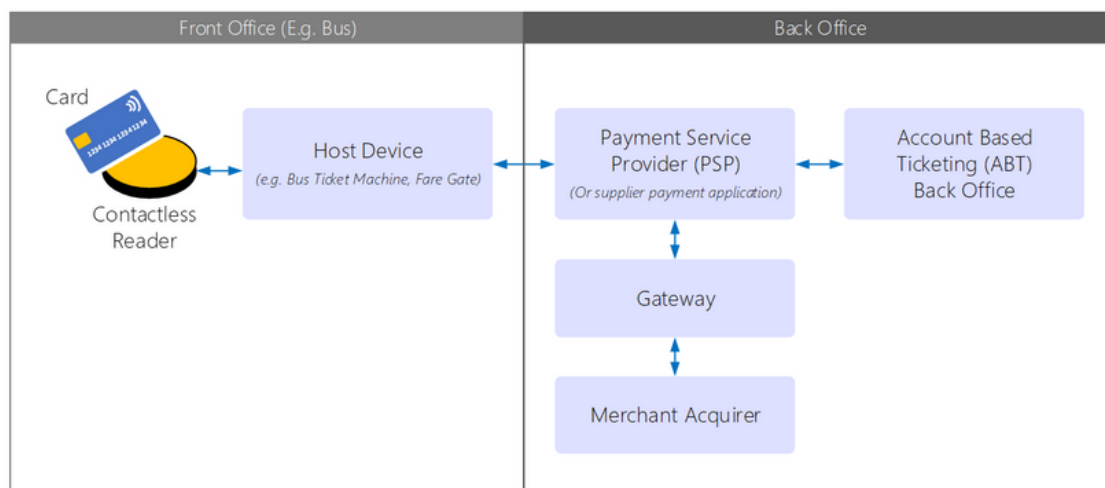 Front Office (E.g. Bus)
Back Office
Card
1234 1234 1234 1234
Contactless
Reader
Host Device
(e.g. Bus Ticket Machine, Fare Gate)
Payment Service
Provider (PSP)
(Or supplier payment application)
Account Based
Ticketing (ABT)
Back Office
Gateway
Merchant Acquirer